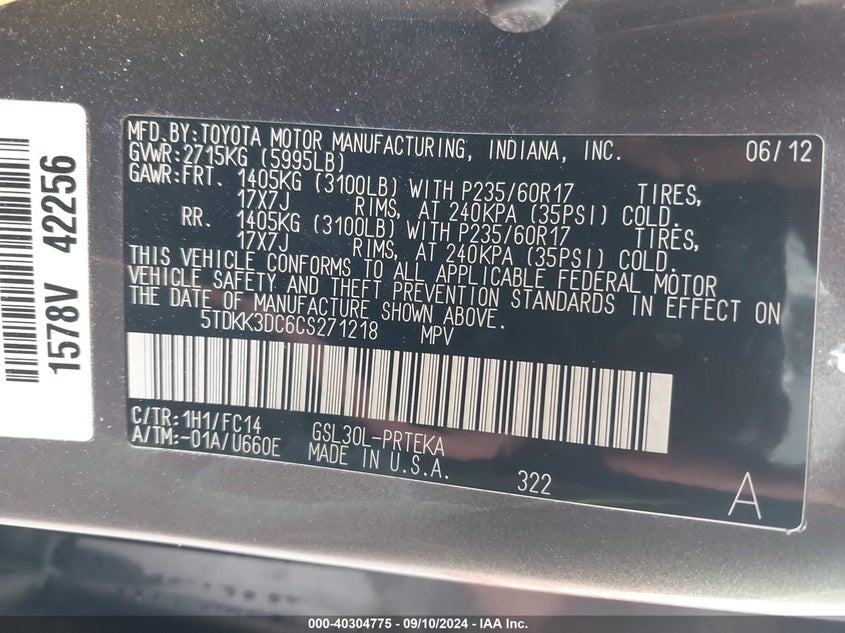 MFD.BY:TOYOTA MOTOR MANUFACTURING, INDIANA, INC. 06/12
GVWR:2715KG (5995LB)
GAWR:FRT. 1405KG (3100LB) WITH P235/60R17 TIRES,
17X7J RIMS, AT 240KPA (35PSI) COLD.
RR. 1405KG (3100LB) WITH P235/60R17 TIRES,
17X7J RIMS, AT 240KPA (35PSI) COLD.
THIS VEHICLE CONFORMS TO ALL APPLICABLE FEDERAL MOTOR
VEHICLE SAFETY AND THEFT PREVENTION STANDARDS IN EFFECT ON
THE DATE OF MANUFACTURE SHOWN ABOVE.
5TDKK3DC6CS271218 MPV
C/TR:1H1/FC14 GSL30L-PRTEKA
A/TM:-01A/U660E MADE IN U.S.A.
322
A
1578V 42256
000-40304775 - 09/10/2024 - IAA Inc.